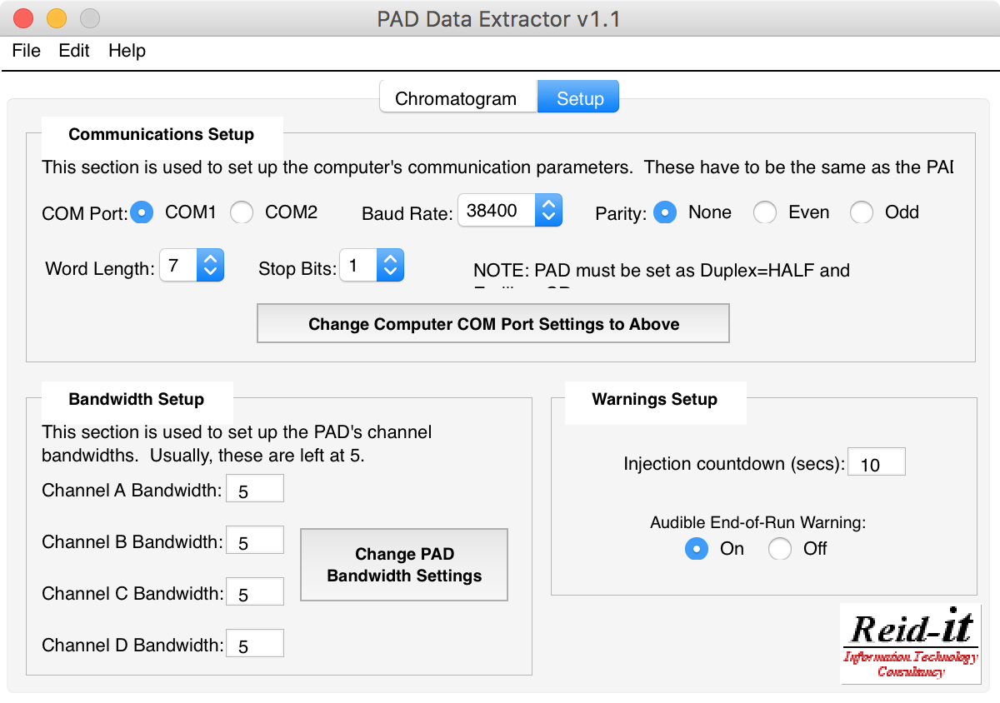 PAD Data Extractor v1.1
File Edit Help
Chromatogram Setup
Communications Setup
This section is used to set up the computer's communication parameters.  These have to be the same as the PAD
COM Port: COM1 COM2 Baud Rate: 38400 Parity: None Even Odd
Word Length: 7 Stop Bits: 1 NOTE: PAD must be set as Duplex=HALF and
Change Computer COM Port Settings to Above
Bandwidth Setup
This section is used to set up the PAD's channel
bandwidths.  Usually, these are left at 5.
Channel A Bandwidth: 5
Channel B Bandwidth: 5
Channel C Bandwidth: 5
Channel D Bandwidth: 5
Change PAD
Bandwidth Settings
Warnings Setup
Injection countdown (secs): 10
Audible End-of-Run Warning:
On Off
Reid-it
Information Technology
Consultancy